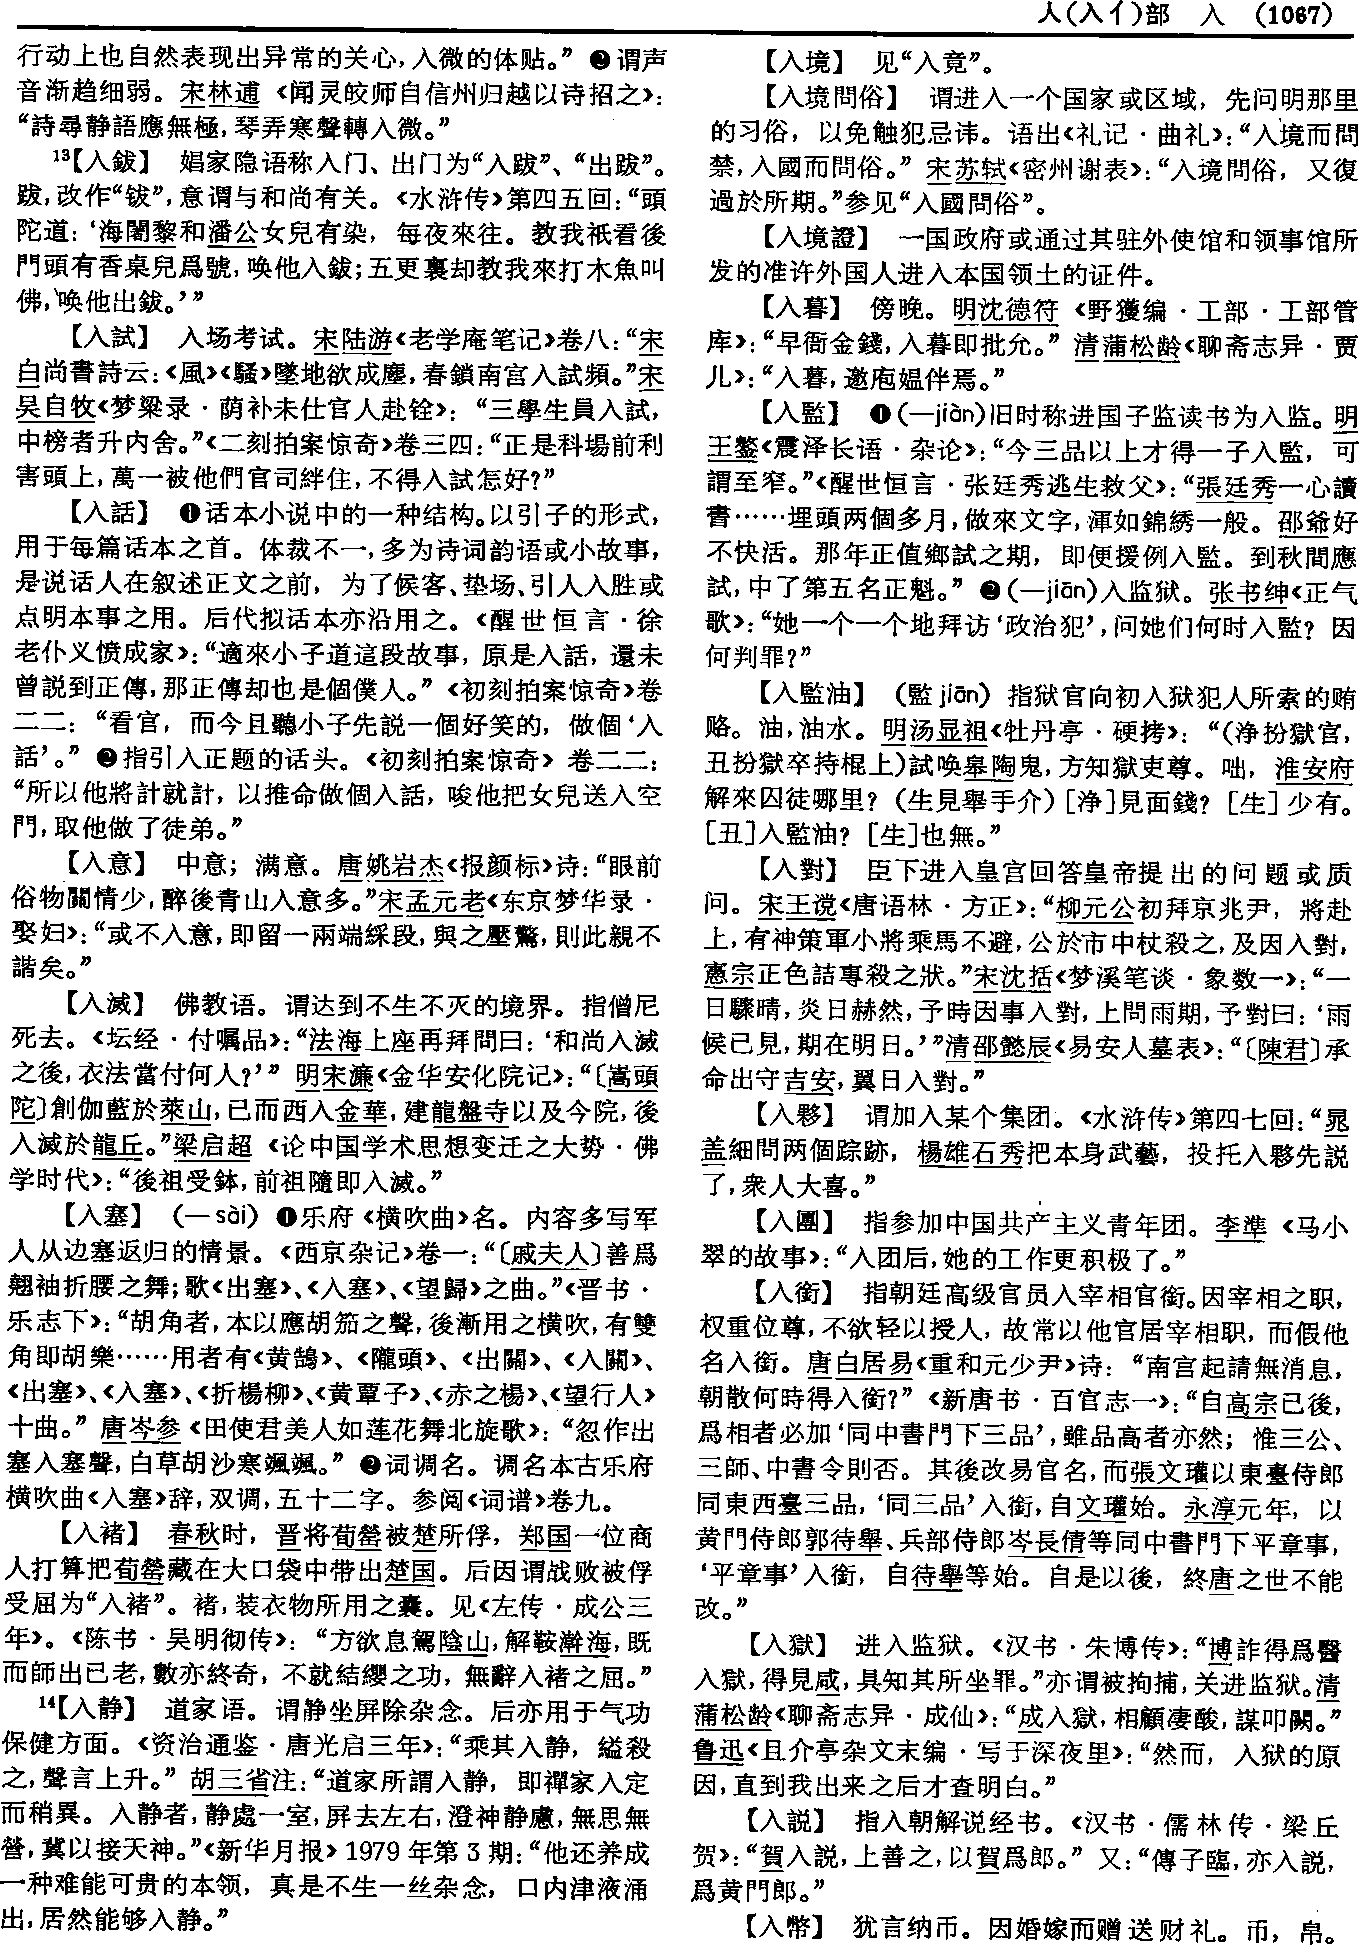 人(入亻)部　入　(1067)
行动上也自然表现出异常的关心，入微的体贴。”❷谓声
音渐趋细弱。宋林逋《闻灵皎师自信州归越以诗招之》：
“詩尋静語應無極，琴弄寒聲轉入微。”
13【入鈸】　娼家隐语称入门、出门为“入跋”、“出跋”。
跋，改作“钹”，意谓与和尚有关。《水浒传》第四五回：“頭
陀道：‘海闍黎和潘公女兒有染，每夜來往。教我祇看後
門頭有香桌兒爲號，唤他入鈸；五更裏却教我來打木魚叫
佛，唤他出鈸。’”
【入試】　入场考试。宋陆游《老学庵笔记》卷八：“宋
白尚書詩云：《風》《騷》墜地欲成塵，春鎖南宫入試頻。”宋
吴自牧《梦粱录·荫补未仕官人赴铨》：“三學生員入試，
中榜者升内舍。”《二刻拍案惊奇》卷三四：“正是科場前利
害頭上，萬一被他們官司絆住，不得入試怎好？”
【入話】　❶话本小说中的一种结构。以引子的形式，
用于每篇话本之首。体裁不一，多为诗词韵语或小故事，
是说话人在叙述正文之前，为了候客、垫场、引人入胜或
点明本事之用。后代拟话本亦沿用之。《醒世恒言·徐
老仆义愤成家》：“適來小子道這段故事，原是入話，還未
曾説到正傳，那正傳却也是個僕人。”《初刻拍案惊奇》卷
二二：“看官，而今且聽小子先説一個好笑的，做個‘入
話’。”❷指引入正题的话头。《初刻拍案惊奇》卷二二：
“所以他將計就計，以推命做個入話，唆他把女兒送入空
門，取他做了徒弟。”
【入意】　中意；满意。唐姚岩杰《报颜标》诗：“眼前
俗物關情少，醉後青山入意多。”宋孟元老《东京梦华录·
娶妇》：“或不入意，即留一兩端綵段，與之壓驚，則此親不
諧矣。”
【入滅】　佛教语。谓达到不生不灭的境界。指僧尼
死去。《坛经·付嘱品》：“法海上座再拜問曰：‘和尚入滅
之後，衣法當付何人？’”明宋濂《金华安化院记》：“〔嵩頭
陀〕創伽藍於萊山，已而西入金華，建龍盤寺以及今院，後
入滅於龍丘。”梁启超《论中国学术思想变迁之大势·佛
学时代》：“後祖受鉢，前祖隨即入滅。”
【入塞】　（—sài）❶乐府《横吹曲》名。内容多写军
人从边塞返归的情景。《西京杂记》卷一：“〔戚夫人〕善爲
翹袖折腰之舞；歌《出塞》、《入塞》、《望歸》之曲。”《晋书·
乐志下》：“胡角者，本以應胡笳之聲，後漸用之横吹，有雙
角即胡樂……用者有《黄鵠》、《隴頭》、《出關》、《入關》、
《出塞》、《入塞》、《折楊柳》、《黄覃子》、《赤之楊》、《望行人》
十曲。”唐岑参《田使君美人如莲花舞北旋歌》：“忽作出
塞入塞聲，白草胡沙寒颯颯。”❷词调名。调名本古乐府
横吹曲《入塞》辞，双调，五十二字。参阅《词谱》卷九。
【入褚】　春秋时，晋将荀罃被楚所俘，郑国一位商
人打算把荀罃藏在大口袋中带出楚国。后因谓战败被俘
受屈为“入褚”。褚，装衣物所用之囊。见《左传·成公三
年》。《陈书·吴明彻传》：“方欲息駕陰山，解鞍瀚海，既
而師出已老，數亦終奇，不就結纓之功，無辭入褚之屈。”
14【入静】　道家语。谓静坐屏除杂念。后亦用于气功
保健方面。《资治通鉴·唐光启三年》：“乘其入静，縊殺
之，聲言上升。”胡三省注：“道家所謂入静，即禪家入定
而稍異。入静者，静處一室，屏去左右，澄神静慮，無思無
營，冀以接天神。”《新华月报》1979年第3期：“他还养成
一种难能可贵的本领，真是不生一丝杂念，口内津液涌
出，居然能够入静。”
【入境】　见“入竟”。
【入境問俗】　谓进入一个国家或区域，先问明那里
的习俗，以免触犯忌讳。语出《礼记·曲礼》：“入境而問
禁，入國而問俗。”宋苏轼《密州谢表》：“入境問俗，又復
過於所期。”参见“入國問俗”。
【入境證】　一国政府或通过其驻外使馆和领事馆所
发的准许外国人进入本国领土的证件。
【入暮】　傍晚。明沈德符《野獲编·工部·工部管
库》：“早衙金錢，入暮即批允。”清蒲松龄《聊斋志异·贾
儿》：“入暮，邀庖媪伴焉。”
【入監】　❶（—jiàn）旧时称进国子监读书为入监。明
王鏊《震泽长语·杂论》：“今三品以上才得一子入監，可
謂至窄。”《醒世恒言·张廷秀逃生救父》：“張廷秀一心讀
書……埋頭两個多月，做來文字，渾如錦綉一般。邵爺好
不快活。那年正值鄉試之期，即便援例入監。到秋間應
試，中了第五名正魁。”❷（—jiān）入监狱。张书绅《正气
歌》：“她一个一个地拜访‘政治犯’，问她们何时入監？因
何判罪？”
【入監油】　（監 jiān）指狱官向初入狱犯人所索的贿
赂。油，油水。明汤显祖《牡丹亭·硬拷》：“（净扮獄官，
丑扮獄卒持棍上）試唤皋陶鬼，方知獄吏尊。咄，淮安府
解來囚徒哪里？（生見舉手介）［净］見面錢？［生］少有。
［丑］入監油？［生］也無。”
【入對】　臣下进入皇宫回答皇帝提出的问题或质
问。宋王谠《唐语林·方正》：“柳元公初拜京兆尹，將赴
上，有神策軍小將乘馬不避，公於市中杖殺之，及因入對，
憲宗正色詰專殺之狀。”宋沈括《梦溪笔谈·象数一》：“一
日驟晴，炎日赫然，予時因事入對，上問雨期，予對曰：‘雨
候已見，期在明日。’”清邵懿辰《易安人墓表》：“〔陳君〕承
命出守吉安，翼日入對。”
【入夥】　谓加入某个集团。《水浒传》第四七回：“晁
盖細問两個踪跡，楊雄石秀把本身武藝，投托入夥先説
了，衆人大喜。”
【入團】　指参加中国共产主义青年团。李準《马小
翠的故事》：“入团后，她的工作更积极了。”
【入銜】　指朝廷高级官员入宰相官衔。因宰相之职，
权重位尊，不欲轻以授人，故常以他官居宰相职，而假他
名入銜。唐白居易《重和元少尹》诗：“南宫起請無消息，
朝散何時得入銜？”《新唐书·百官志一》：“自高宗已後，
爲相者必加‘同中書門下三品’，雖品高者亦然；惟三公、
三師、中書令則否。其後改易官名，而張文瓘以東臺侍郎
同東西臺三品，‘同三品’入銜，自文瓘始。永淳元年，以
黄門侍郎郭待舉、兵部侍郎岑長倩等同中書門下平章事，
‘平章事’入銜，自待舉等始。自是以後，終唐之世不能
改。”
【入獄】　进入监狱。《汉书·朱博传》：“博詐得爲醫
入獄，得見咸，具知其所坐罪。”亦谓被拘捕，关进监狱。清
蒲松龄《聊斋志异·成仙》：“成入獄，相顧凄酸，謀叩闕。”
鲁迅《且介亭杂文末编·写于深夜里》：“然而，入狱的原
因，直到我出来之后才查明白。”
【入説】　指入朝解说经书。《汉书·儒林传·梁丘
贺》：“賀入説，上善之，以賀爲郎。”又：“傳子臨，亦入説，
爲黄門郎。”
【入幣】　犹言纳币。因婚嫁而赠送财礼。币，帛。